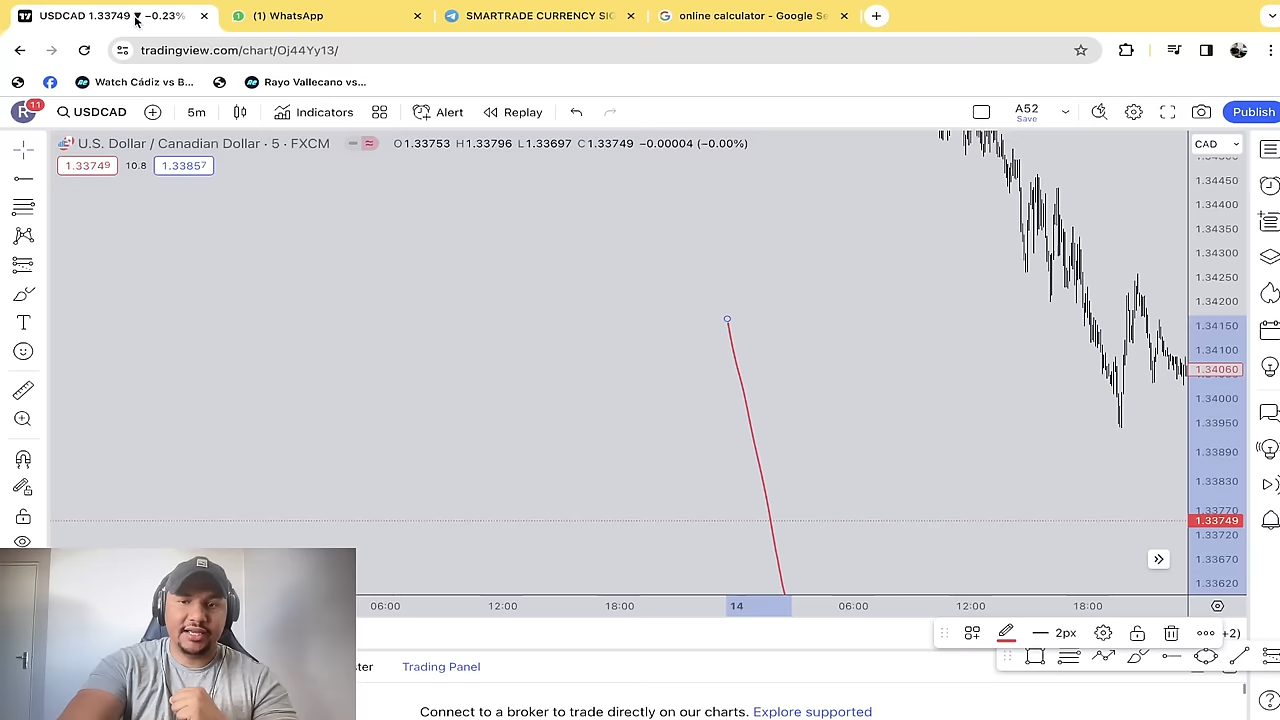 USDCAD 1.33749 ▼ −0.23%
(1) WhatsApp
SMARTRADE CURRENCY SIG
online calculator - Google Se
tradingview.com/chart/Oj44Yy13/
Watch Cádiz vs B...
Rayo Vallecano vs...
R
11
USDCAD
5m
Indicators
Alert
Replay
A52
Save
Publish
U.S. Dollar / Canadian Dollar · 5 · FXCM
O1.33753 H1.33796 L1.33697 C1.33749 −0.00004 (−0.00%)
CAD
1.33749
10.8
1.33857
1.34450
1.34400
1.34350
1.34300
1.34250
1.34200
1.34150
1.34100
1.34060
1.34000
1.33950
1.33890
1.33830
1.33770
1.33749
1.33720
1.33670
1.33620
06:00
12:00
18:00
14
06:00
12:00
18:00
2px
+2)
ter
Trading Panel
Connect to a broker to trade directly on our charts. Explore supported